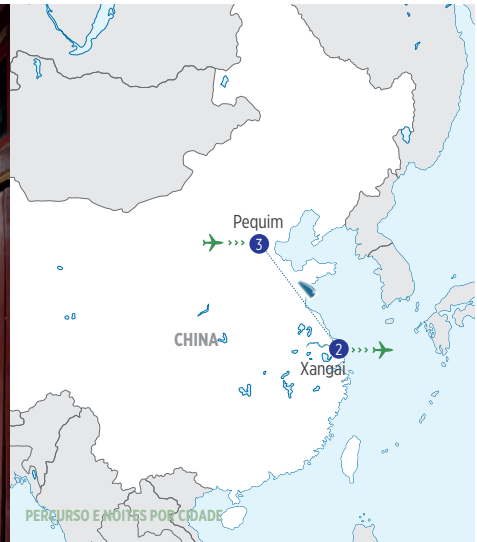 Pequim
3
CHINA
2
Xangai
PERCURSO E NOITES POR CIDADE